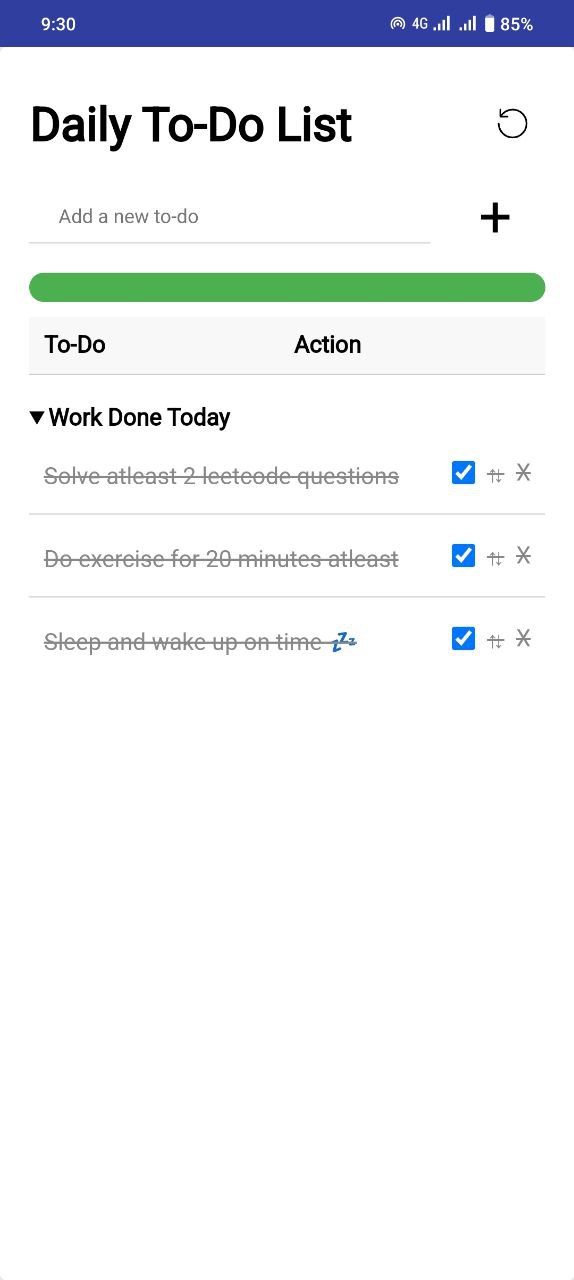 9:30 4G 85%
Daily To-Do List
Add a new to-do
To-Do Action
Work Done Today
Solve atleast 2 leetcode questions
Do exercise for 20 minutes atleast
Sleep and wake up on time 💤